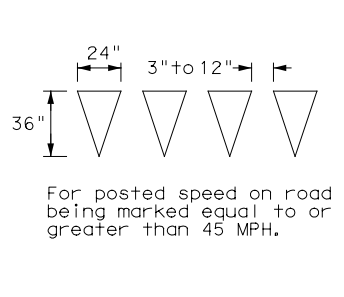 24"
3"to 12"
36"
For posted speed on road
being marked equal to or
greater than 45 MPH.